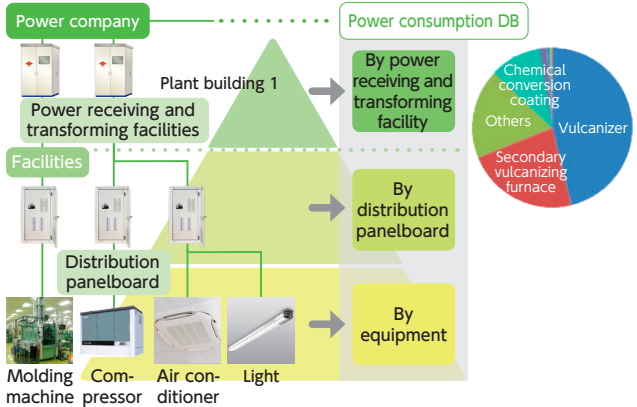 Power company
Power consumption DB
Plant building 1
By power
receiving and
transforming
facility
Power receiving and
transforming facilities
Facilities
By
distribution
panelboard
Distribution
panelboard
By
equipment
Molding
machine
Com-
pressor
Air con-
ditioner
Light
Chemical
conversion
coating
Others
Vulcanizer
Secondary
vulcanizing
furnace